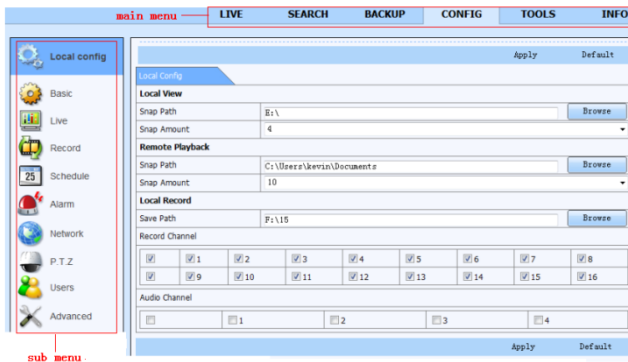 main menu LIVE SEARCH BACKUP CONFIG TOOLS INFO
Local config
Basic
Live
Record
25 Schedule
Alarm
Network
P.T.Z
Users
Advanced
sub menu
Apply Default
Local Config
Local View
Snap Path E:\ Browse
Snap Amount 4
Remote Playback
Snap Path C:\Users\kevin\Documents Browse
Snap Amount 10
Local Record
Save Path F:\15 Browse
Record Channel
1 2 3 4 5 6 7 8
9 10 11 12 13 14 15 16
Audio Channel
1 2 3 4
Apply Default